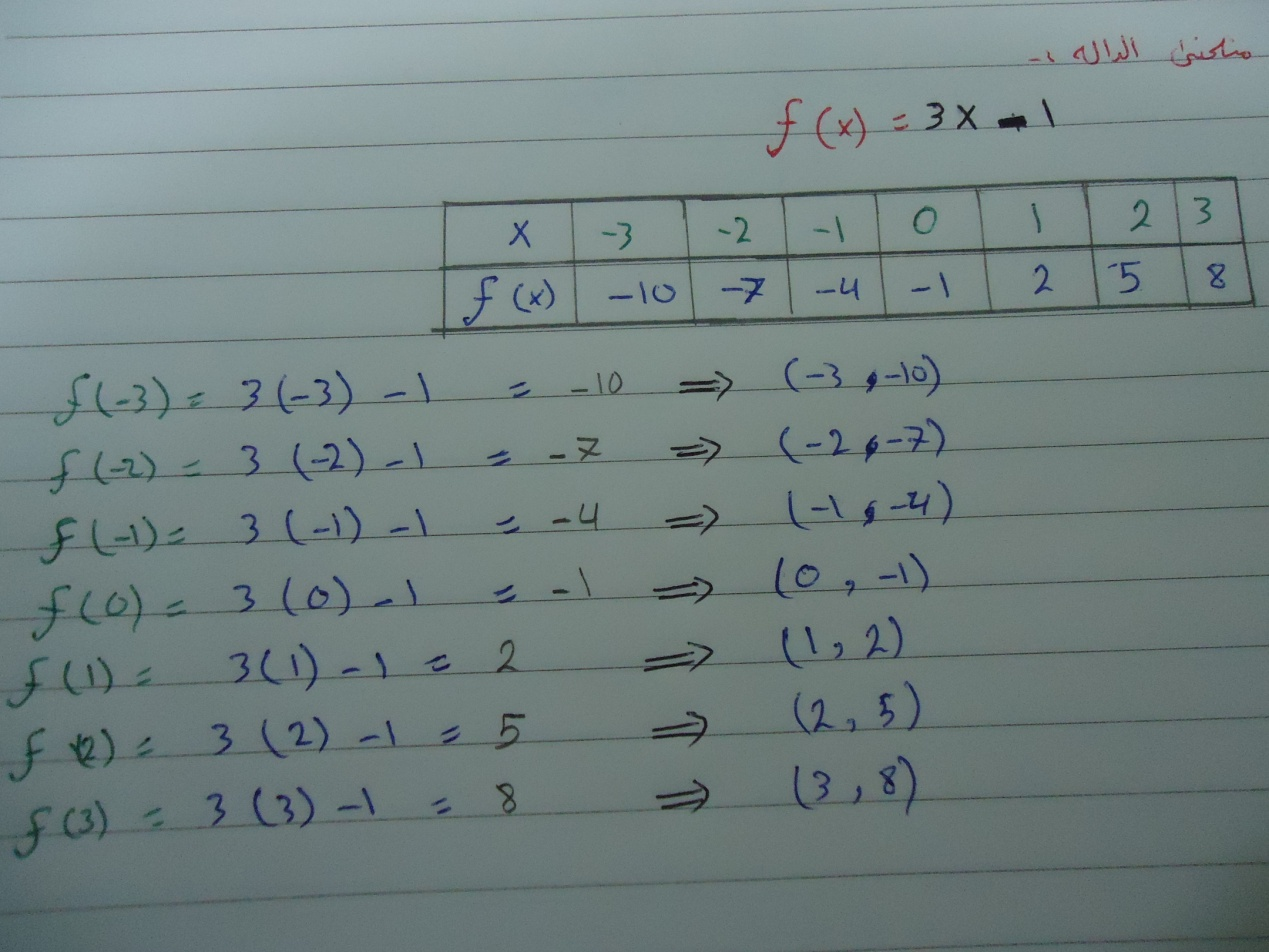 منحنى الداله :-
f(x) = 3x - 1
x -3 -2 -1 0 1 2 3
f(x) -10 -7 -4 -1 2 5 8
f(-3) = 3(-3) - 1 = -10 ⟹ (-3, -10)
f(-2) = 3(-2) - 1 = -7 ⟹ (-2, -7)
f(-1) = 3(-1) - 1 = -4 ⟹ (-1, -4)
f(0) = 3(0) - 1 = -1 ⟹ (0, -1)
f(1) = 3(1) - 1 = 2 ⟹ (1, 2)
f(2) = 3(2) - 1 = 5 ⟹ (2, 5)
f(3) = 3(3) - 1 = 8 ⟹ (3, 8)